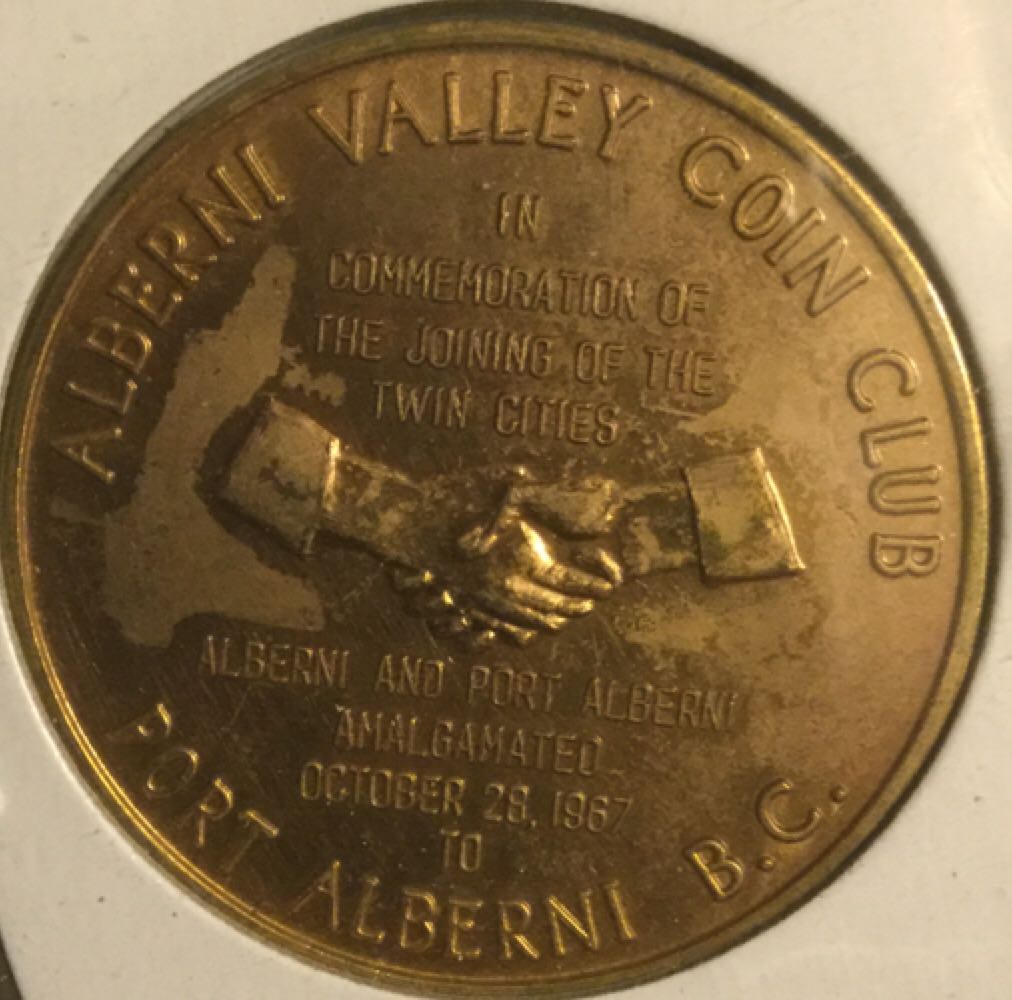 ALBERNI VALLEY COIN CLUB
IN
COMMEMORATION OF
THE JOINING OF THE
TWIN CITIES
ALBERNI AND PORT ALBERNI
AMALGAMATED
OCTOBER 28, 1967
TO
PORT ALBERNI B.C.